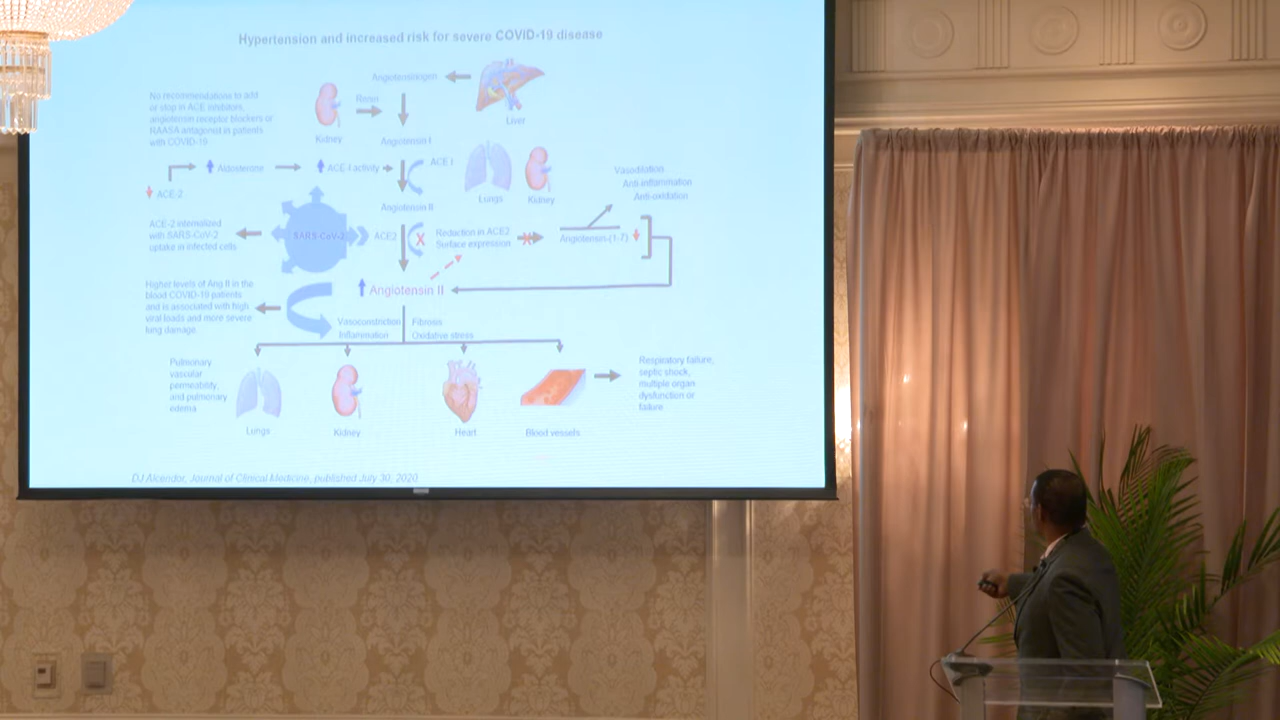 Hypertension and increased risk for severe COVID-19 disease
Angiotensinogen
Liver
No recommendations to add
or stop in ACE inhibitors,
angiotensin receptor blockers or
RAASA antagonist in patients
with COVID-19
Renin
Kidney
Angiotensin I
Aldosterone
ACE-I activity
ACE I
ACE-2
Lungs
Kidney
Vasodilation
Anti-inflammation
Anti-oxidation
Angiotensin II
ACE-2 internalized
with SARS-CoV-2
uptake in infected cells
SARS-CoV-2
ACE2
X
Reduction in ACE2
Surface expression
Angiotensin-(1-7)
Angiotensin II
Higher levels of Ang II in the
blood COVID-19 patients
and is associated with high
viral loads and more severe
lung damage.
Vasoconstriction
Inflammation
Fibrosis
Oxidative stress
Pulmonary
vascular
permeability,
and pulmonary
edema
Lungs
Kidney
Heart
Blood vessels
Respiratory failure,
septic shock,
multiple organ
dysfunction or
failure
DJ Alcendor, Journal of Clinical Medicine, published July 30, 2020